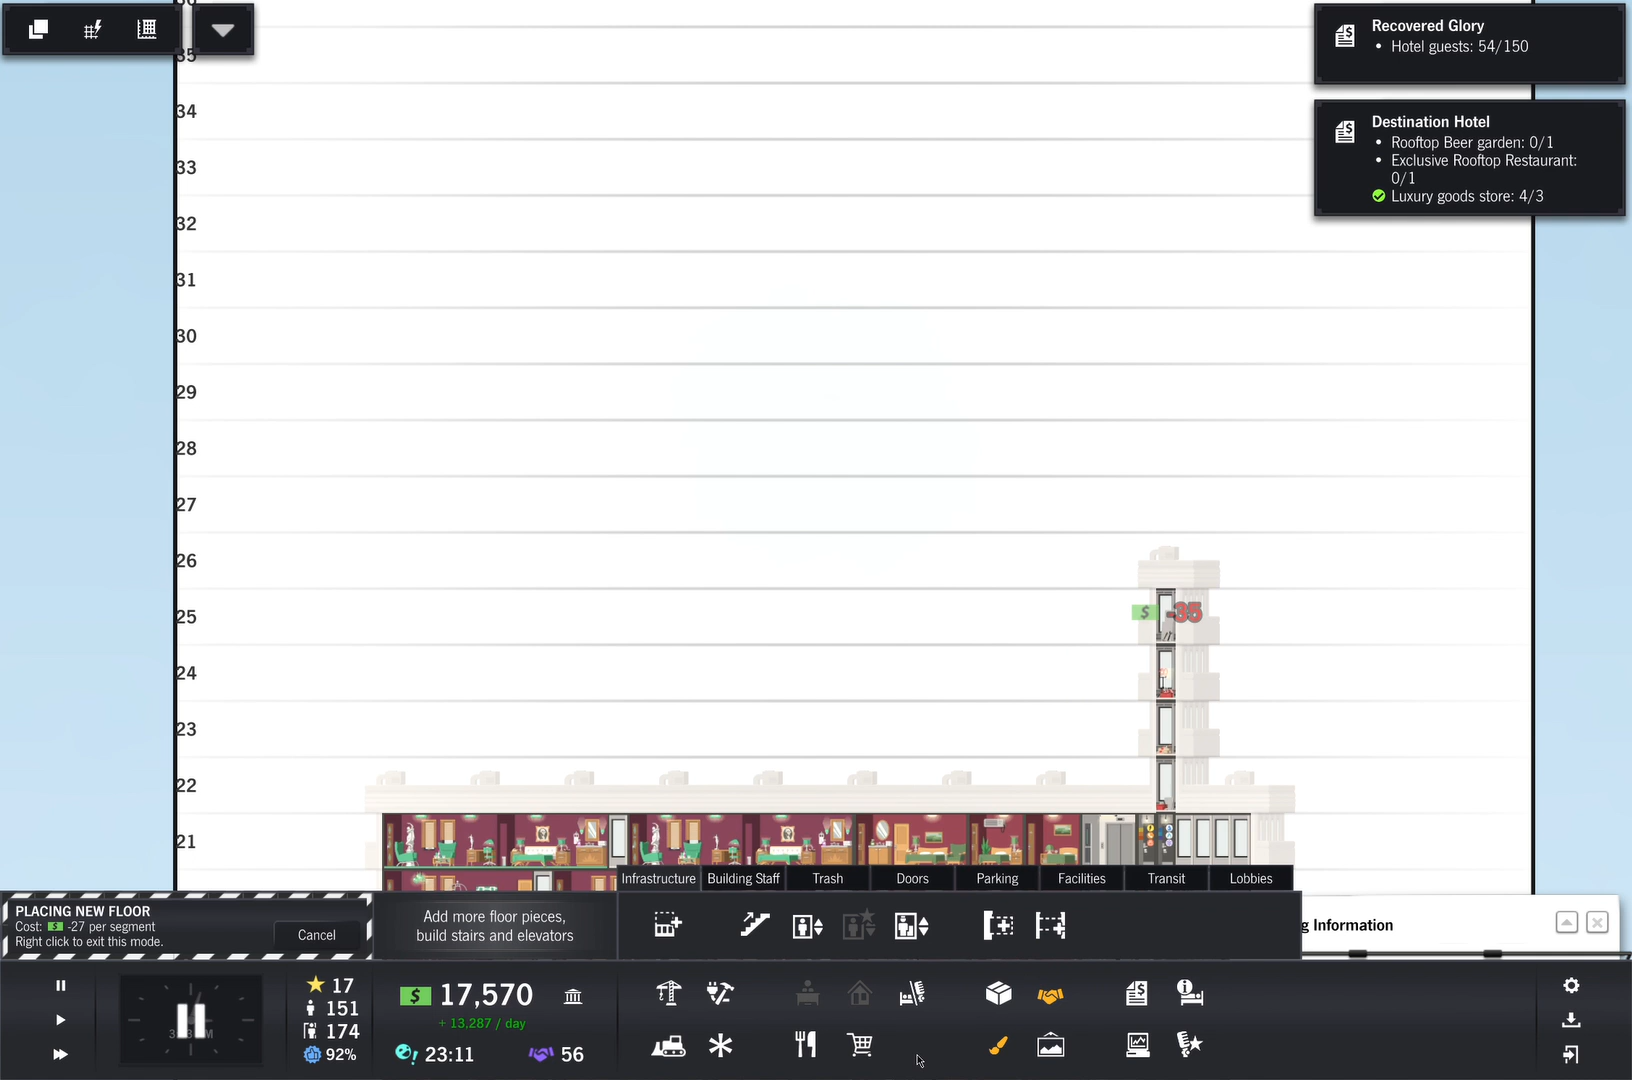 35
34
33
32
31
30
29
28
27
26
25
24
23
22
21
Recovered Glory
• Hotel guests: 54/150
Destination Hotel
• Rooftop Beer garden: 0/1
• Exclusive Rooftop Restaurant:
0/1
Luxury goods store: 4/3
$ -35
Infrastructure Building Staff Trash Doors Parking Facilities Transit Lobbies
PLACING NEW FLOOR
Cost: $ -27 per segment
Right click to exit this mode.
Cancel
Add more floor pieces,
build stairs and elevators
g Information
17
151
174
92%
$ 17,570
+ 13,287 / day
23:11
56